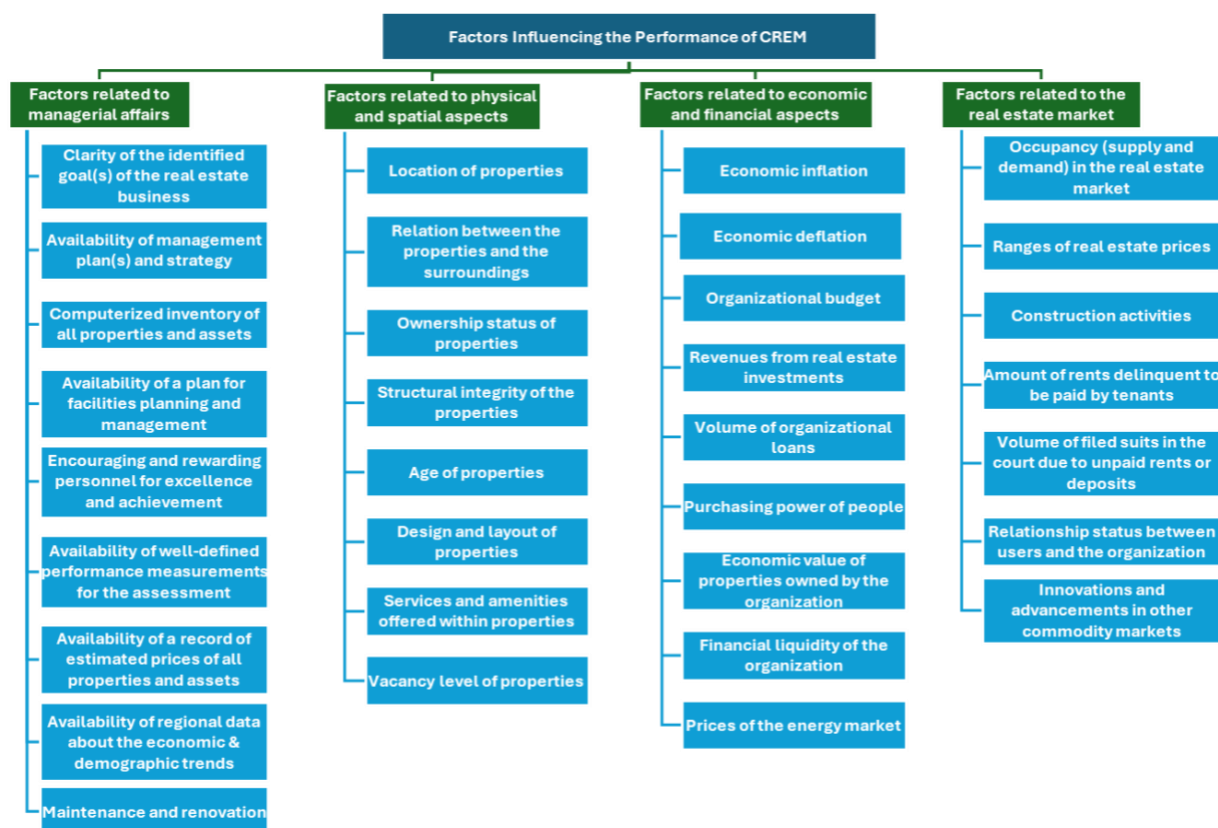 Factors Influencing the Performance of CREM
Factors related to
managerial affairs
Clarity of the identified
goal(s) of the real estate
business
Availability of management
plan(s) and strategy
Computerized inventory of
all properties and assets
Availability of a plan for
facilities planning and
management
Encouraging and rewarding
personnel for excellence
and achievement
Availability of well-defined
performance measurements
for the assessment
Availability of a record of
estimated prices of all
properties and assets
Availability of regional data
about the economic &
demographic trends
Maintenance and renovation
Factors related to physical
and spatial aspects
Location of properties
Relation between the
properties and the
surroundings
Ownership status of
properties
Structural integrity of the
properties
Age of properties
Design and layout of
properties
Services and amenities
offered within properties
Vacancy level of properties
Factors related to economic
and financial aspects
Economic inflation
Economic deflation
Organizational budget
Revenues from real estate
investments
Volume of organizational
loans
Purchasing power of people
Economic value of
properties owned by the
organization
Financial liquidity of the
organization
Prices of the energy market
Factors related to the
real estate market
Occupancy (supply and
demand) in the real estate
market
Ranges of real estate prices
Construction activities
Amount of rents delinquent to
be paid by tenants
Volume of filed suits in the
court due to unpaid rents or
deposits
Relationship status between
users and the organization
Innovations and
advancements in other
commodity markets